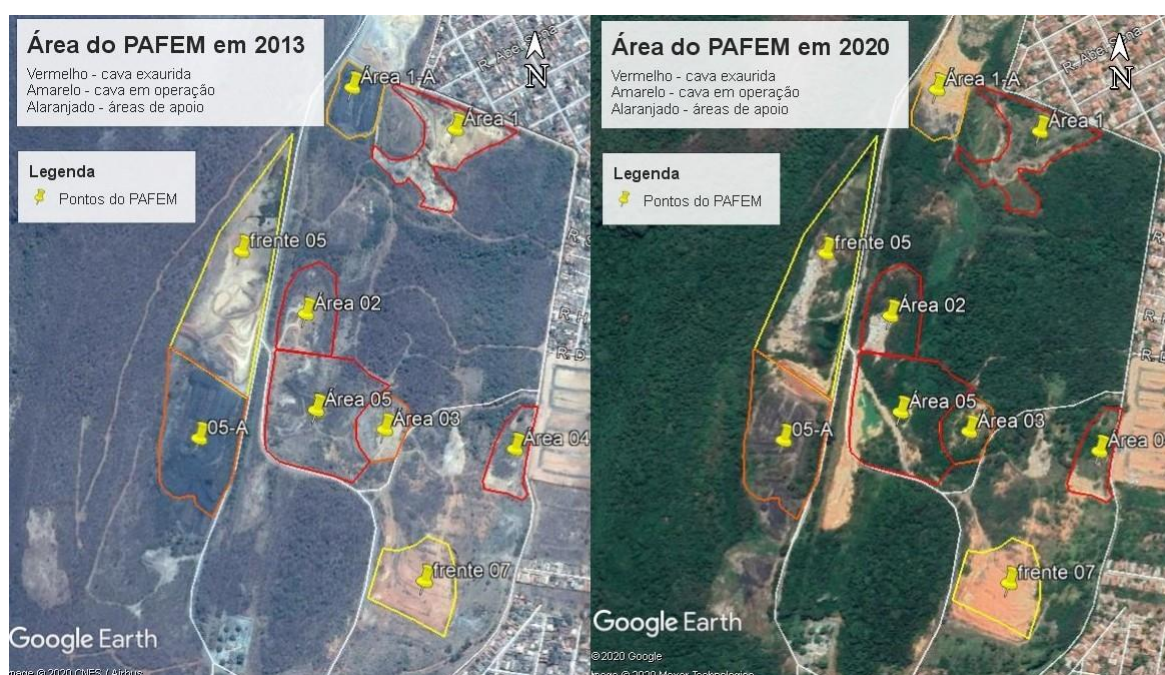 Área do PAFEM em 2013
Vermelho - cava exaurida
Amarelo - cava em operação
Alaranjado - áreas de apoio
N
Legenda
Pontos do PAFEM
Área 1-A
Área 1
frente 05
Área 02
Área 05
Área 03
05-A
Área 04
frente 07
Google Earth
Área do PAFEM em 2020
Vermelho - cava exaurida
Amarelo - cava em operação
Alaranjado - áreas de apoio
N
Legenda
Pontos do PAFEM
Área 1-A
Área 1
frente 05
Área 02
Área 05
Área 03
05-A
Área 0
frente 07
Google Earth
© 2020 Google